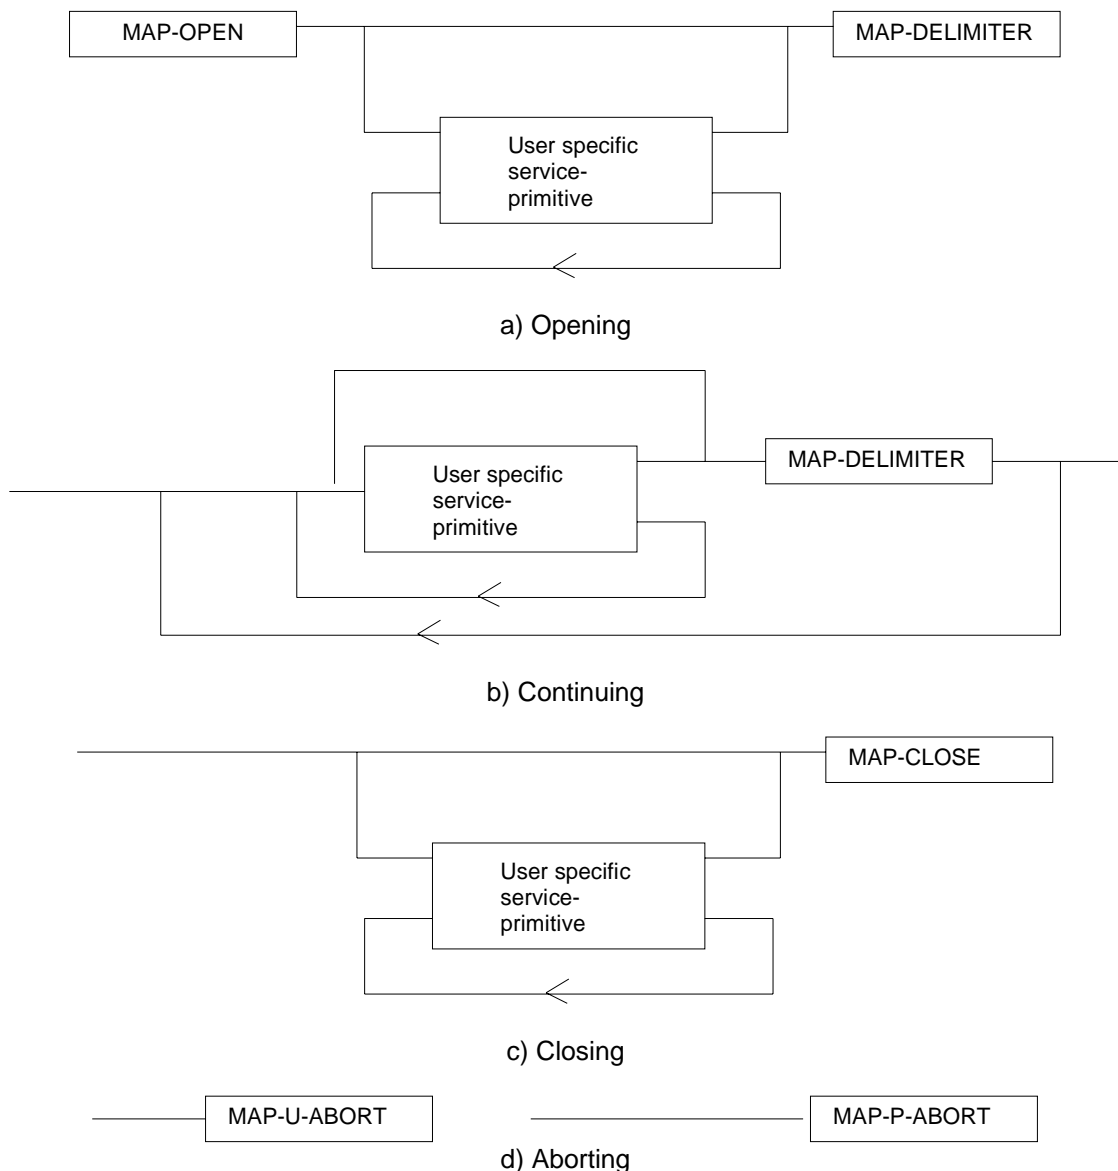 MAP-OPEN
MAP-DELIMITER
User specific
service-
primitive
a) Opening
User specific
service-
primitive
MAP-DELIMITER
b) Continuing
MAP-CLOSE
User specific
service-
primitive
c) Closing
MAP-U-ABORT
MAP-P-ABORT
d) Aborting